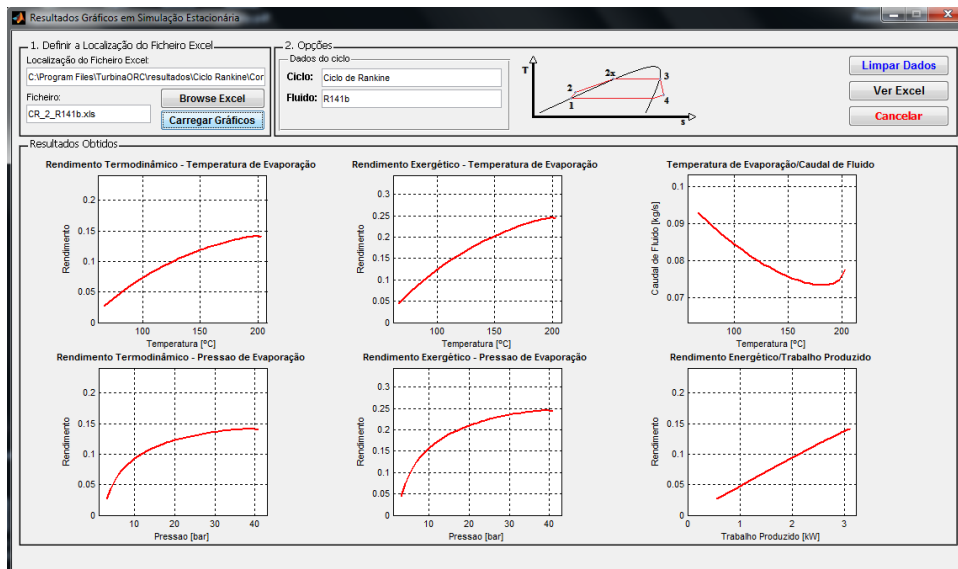 Resultados Gráficos em Simulação Estacionária
1. Definir a Localização do Ficheiro Excel
Localização do Ficheiro Excel:
C:\Program Files\TurbinaORC\resultados\Ciclo Rankine\Cor
Ficheiro:
CR_2_R141b.xls
Browse Excel
Carregar Gráficos
2. Opções
Dados do ciclo
Ciclo: Ciclo de Rankine
Fluido: R141b
T
2x
3
2
1
4
s
Limpar Dados
Ver Excel
Cancelar
Resultados Obtidos
Rendimento Termodinâmico - Temperatura de Evaporação
Rendimento
0.2
0.15
0.1
0.05
0
100 150 200
Temperatura [ºC]
Rendimento Exergético - Temperatura de Evaporação
Rendimento
0.3
0.25
0.2
0.15
0.1
0.05
0
100 150 200
Temperatura [ºC]
Temperatura de Evaporação/Caudal de Fluido
Caudal de Fluido [kg/s]
0.1
0.09
0.08
0.07
100 150 200
Temperatura [ºC]
Rendimento Termodinâmico - Pressao de Evaporação
Rendimento
0.2
0.15
0.1
0.05
0
10 20 30 40
Pressao [bar]
Rendimento Exergético - Pressao de Evaporação
Rendimento
0.3
0.25
0.2
0.15
0.1
0.05
0
10 20 30 40
Pressao [bar]
Rendimento Energético/Trabalho Produzido
Rendimento
0.2
0.15
0.1
0.05
0
0 1 2 3
Trabalho Produzido [kW]